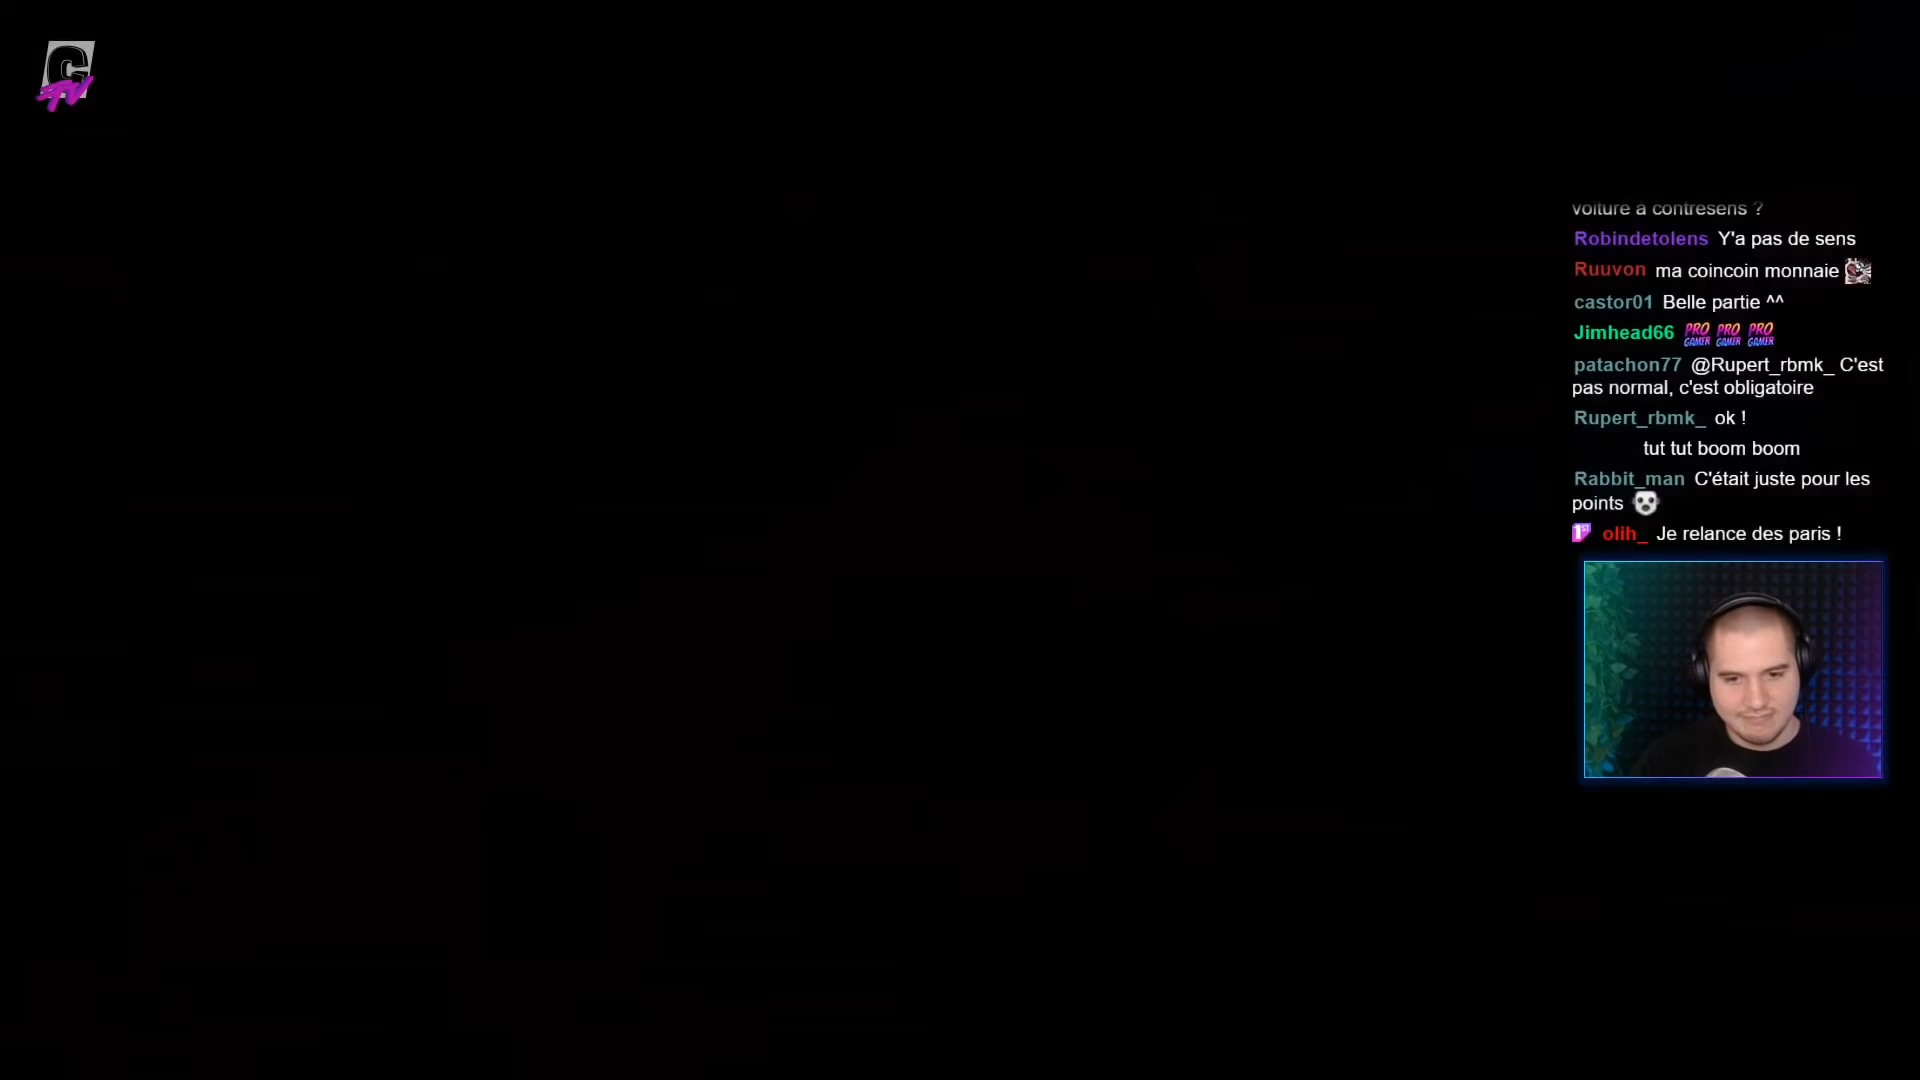 C
TV
voiture à contresens ?
Robindetolens Y'a pas de sens
Ruuvon ma coincoin monnaie
castor01 Belle partie ^^
Jimhead66 PRO GAMER PRO GAMER PRO GAMER
patachon77 @Rupert_rbmk_ C'est
pas normal, c'est obligatoire
Rupert_rbmk_ ok !
tut tut boom boom
Rabbit_man C'était juste pour les
points
1ST olih_ Je relance des paris !